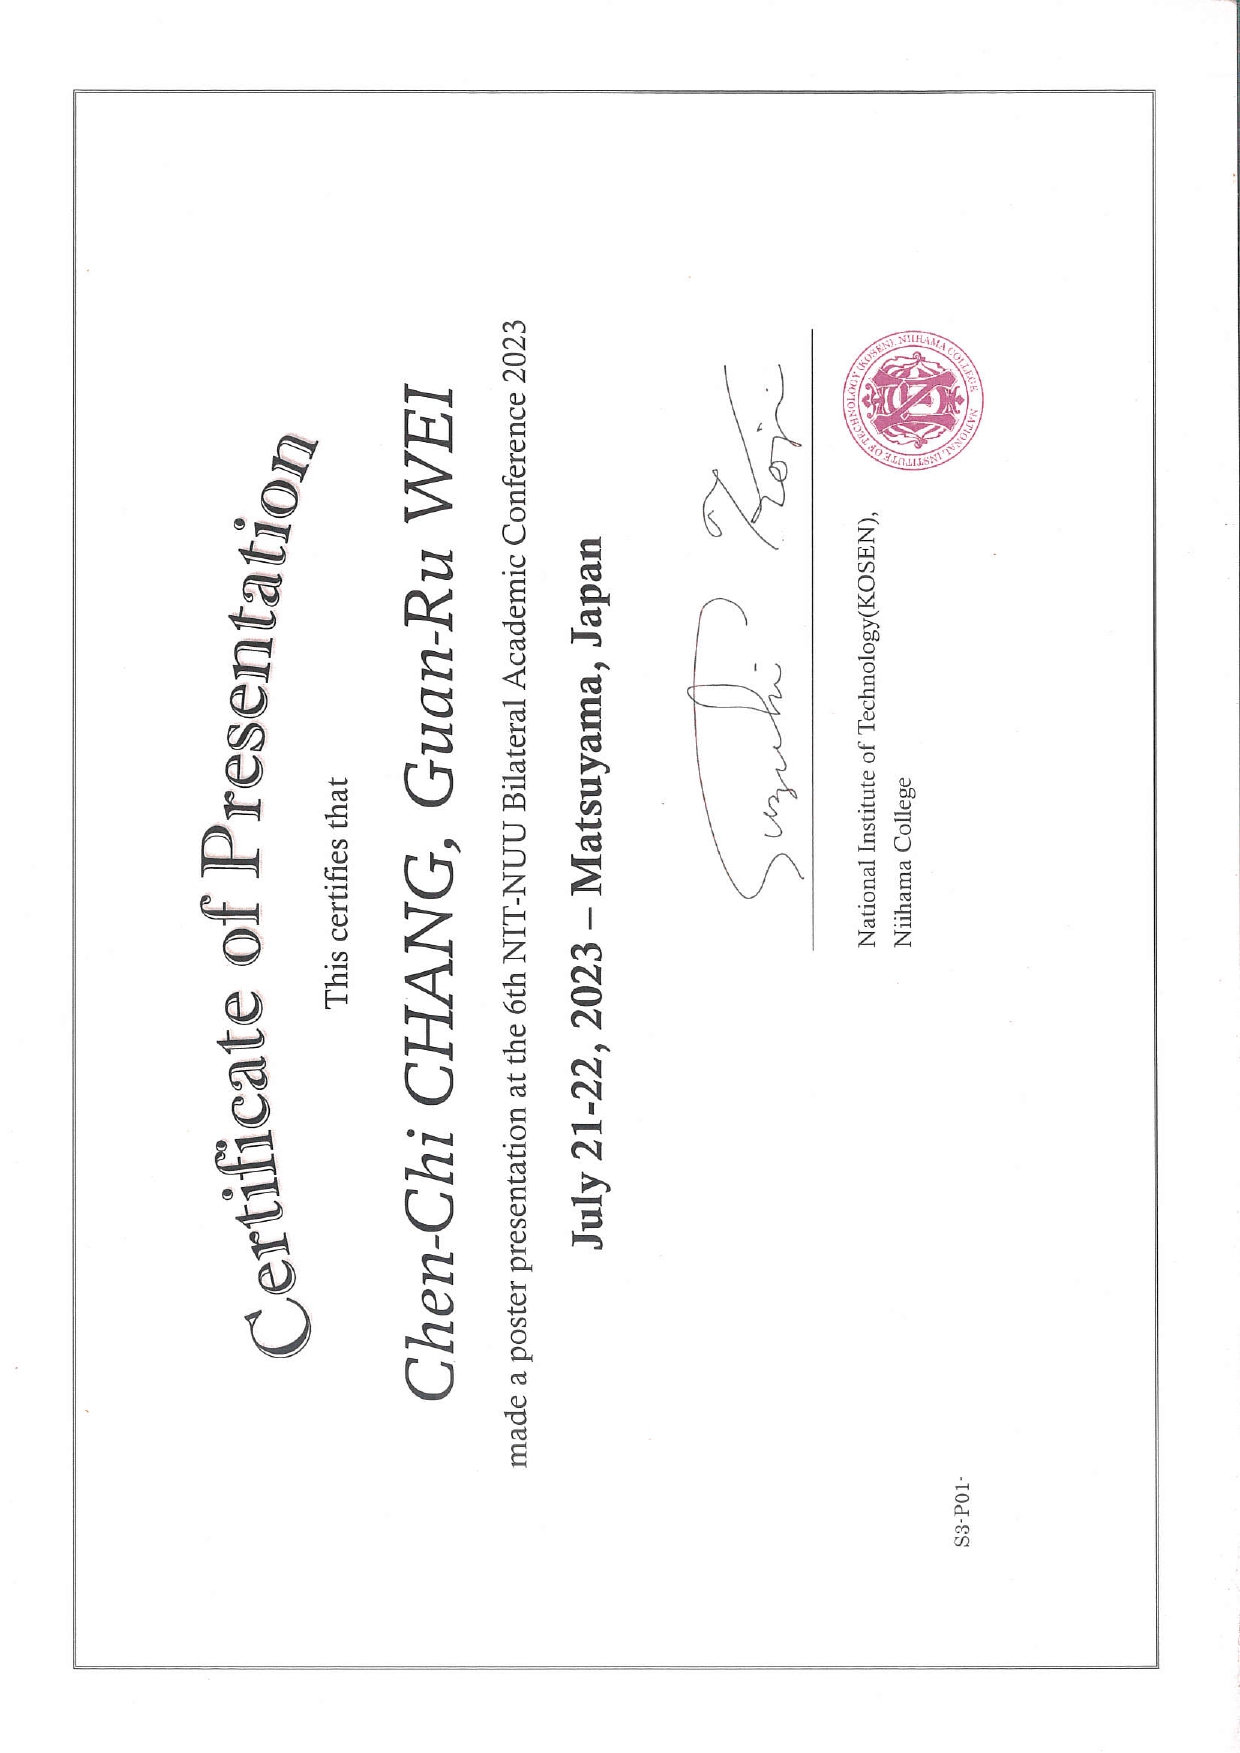 Certificate of Presentation
This certifies that
Chen-Chi CHANG, Guan-Ru WEI
made a poster presentation at the 6th NIT-NUU Bilateral Academic Conference 2023
July 21-22, 2023 – Matsuyama, Japan
Suzuki Koji
National Institute of Technology(KOSEN),
Niihama College
NATIONAL INSTITUTE OF TECHNOLOGY (KOSEN), NIIHAMA COLLEGE
S3-P01-